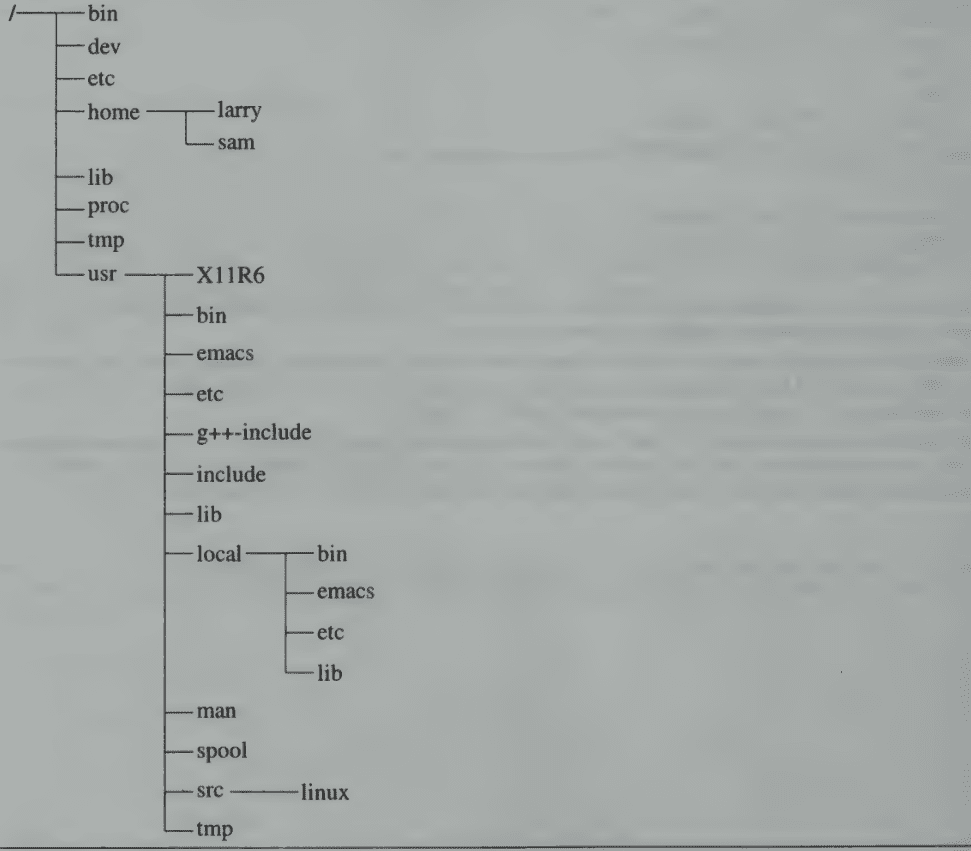 / bin
dev
etc
home larry
sam
lib
proc
tmp
usr X11R6
bin
emacs
etc
g++-include
include
lib
local bin
emacs
etc
lib
man
spool
src linux
tmp